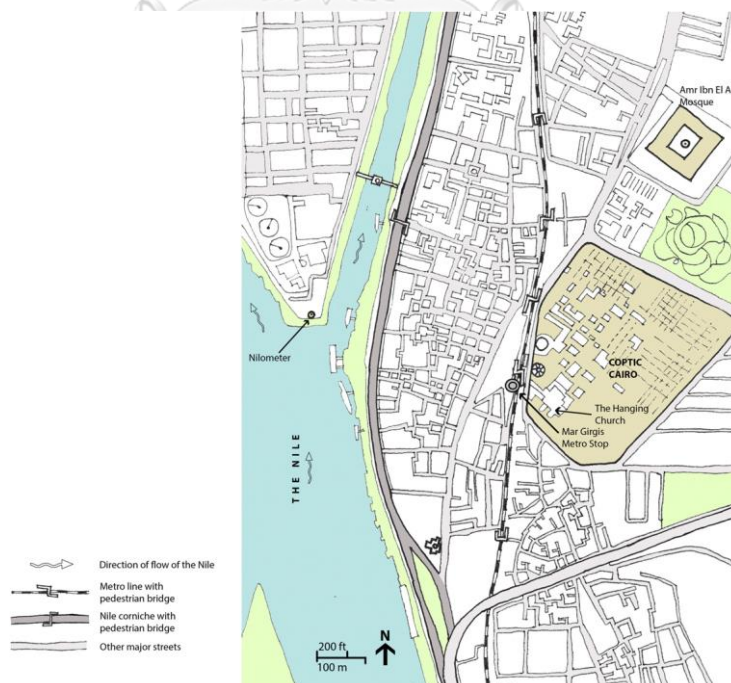 Amr Ibn El A
Mosque
Nilometer
COPTIC
CAIRO
The Hanging
Church
Mar Girgis
Metro Stop
THE NILE
Direction of flow of the Nile
Metro line with
pedestrian bridge
Nile corniche with
pedestrian bridge
Other major streets
200 ft
100 m
N